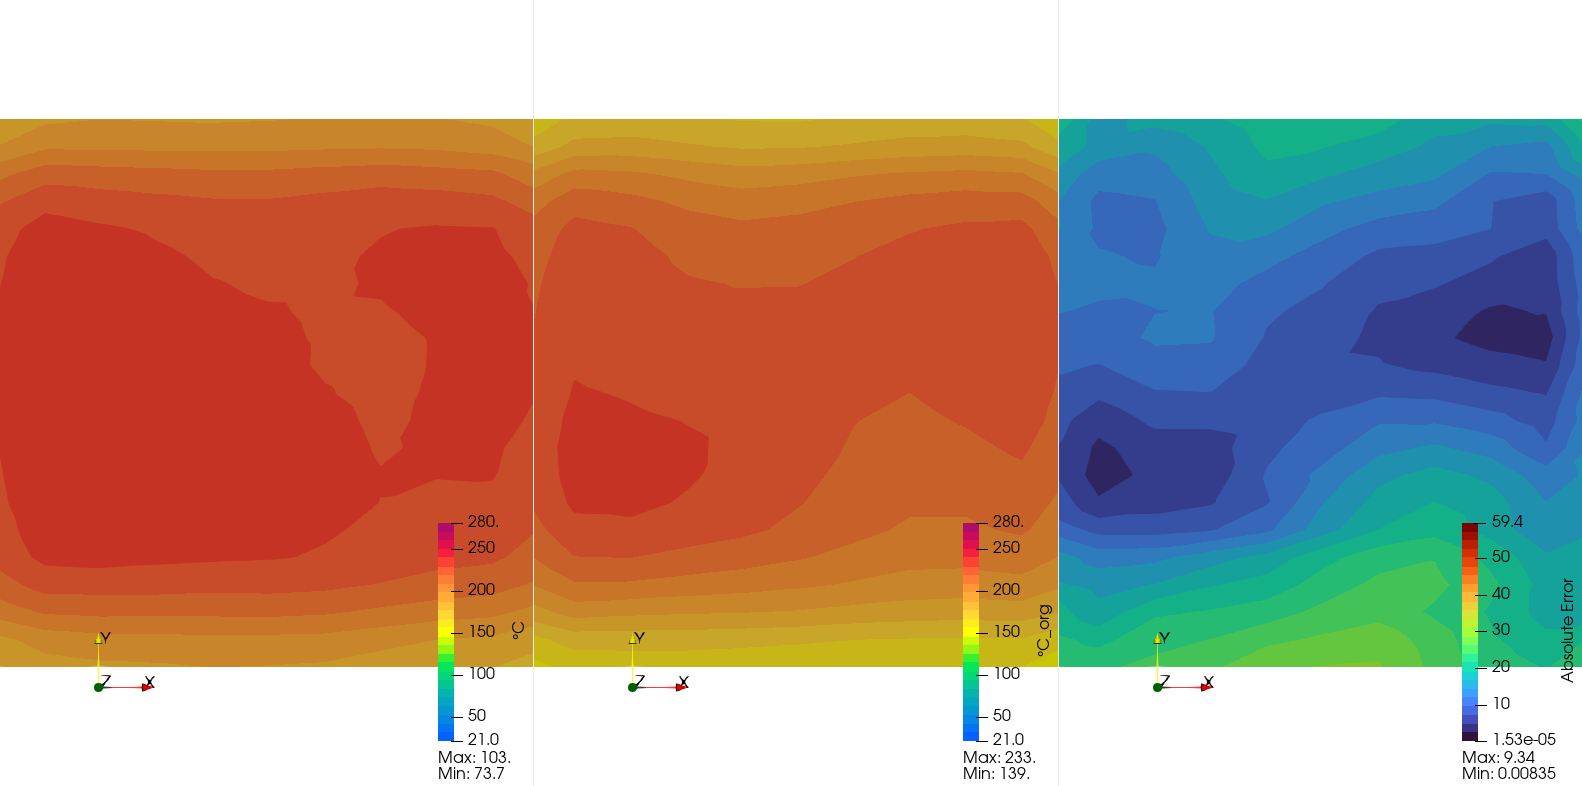 280.
250
200
150
100
50
21.0
°C
Max: 103.
Min: 73.7
Y
Z
X
280.
250
200
150
100
50
21.0
°C_org
Max: 233.
Min: 139.
Y
Z
X
59.4
50
40
30
20
10
1.53e-05
Absolute Error
Max: 9.34
Min: 0.00835
Y
Z
X